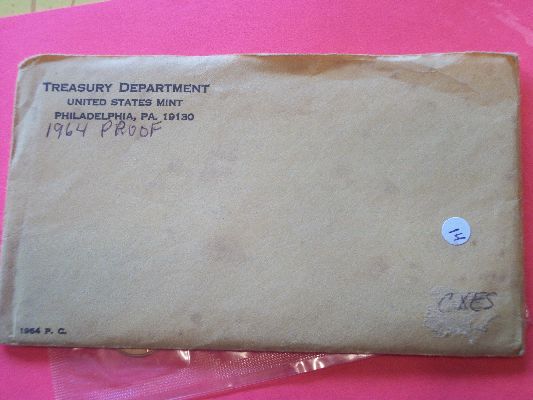 TREASURY DEPARTMENT
UNITED STATES MINT
PHILADELPHIA, PA. 19130
1964 PROOF
14
1964 P. C.